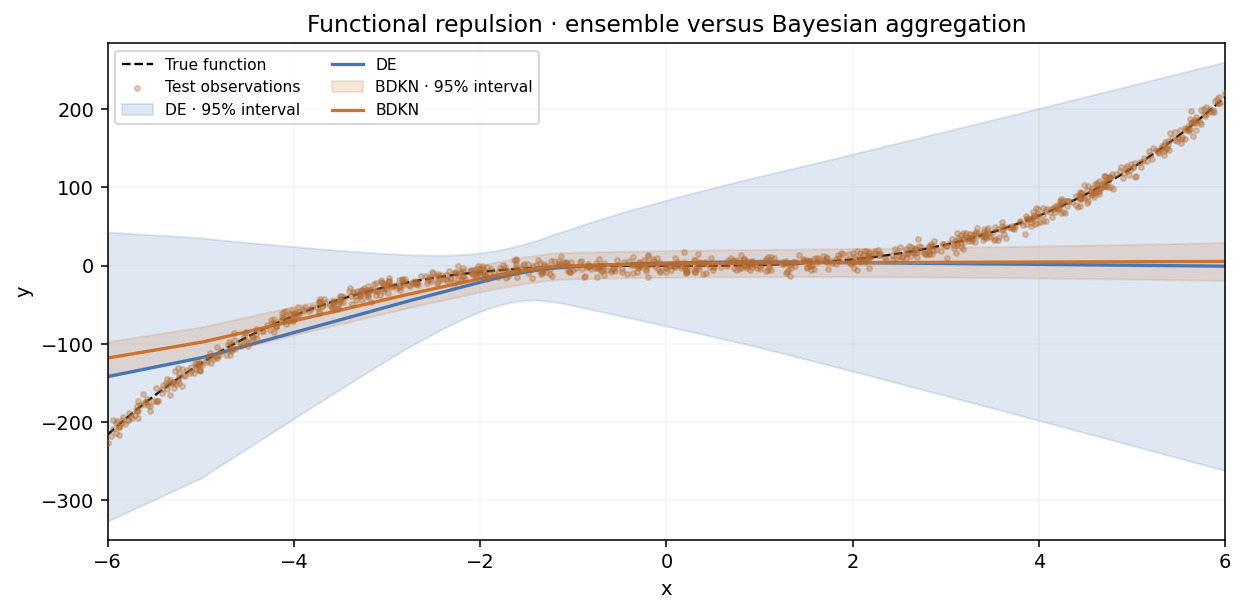 Functional repulsion · ensemble versus Bayesian aggregation
True function
Test observations
DE · 95% interval
DE
BDKN · 95% interval
BDKN
y
200
100
0
−100
−200
−300
−6
−4
−2
0
2
4
6
x